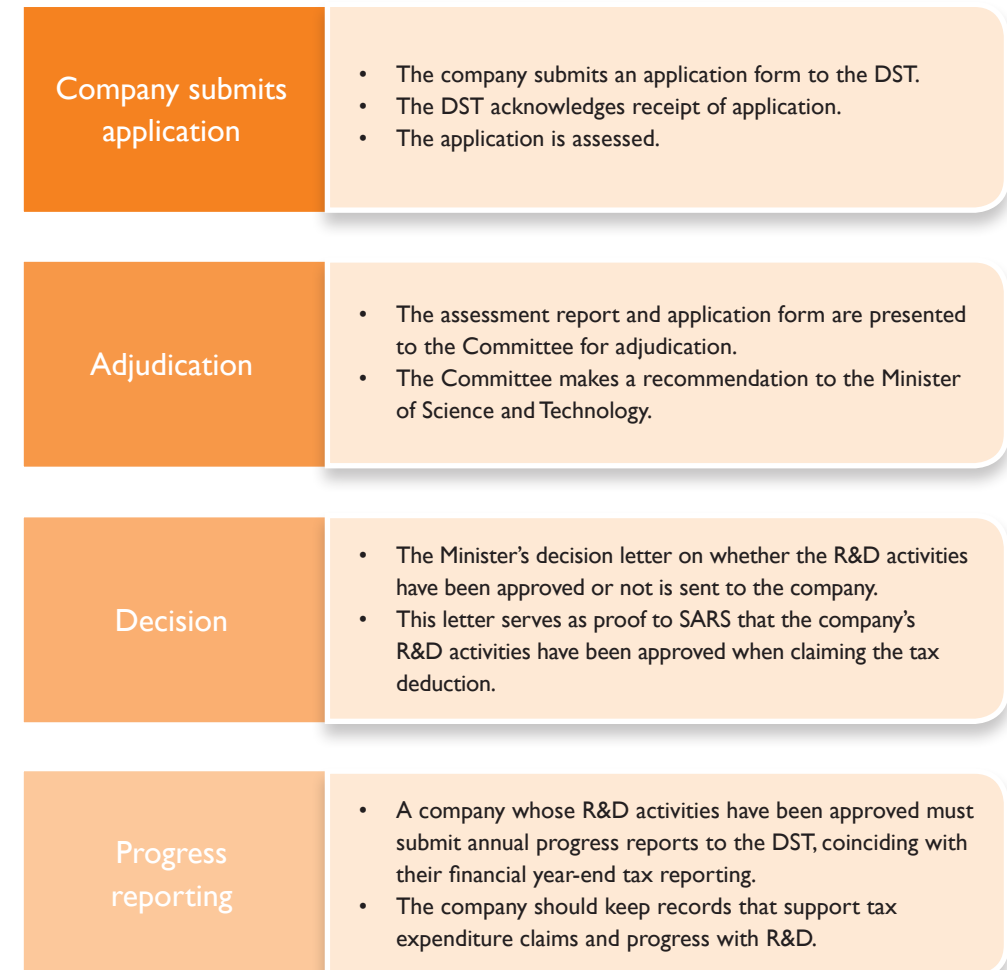 Company submits
application
• The company submits an application form to the DST.
• The DST acknowledges receipt of application.
• The application is assessed.
Adjudication
• The assessment report and application form are presented
to the Committee for adjudication.
• The Committee makes a recommendation to the Minister
of Science and Technology.
Decision
• The Minister’s decision letter on whether the R&D activities
have been approved or not is sent to the company.
• This letter serves as proof to SARS that the company’s
R&D activities have been approved when claiming the tax
deduction.
Progress
reporting
• A company whose R&D activities have been approved must
submit annual progress reports to the DST, coinciding with
their financial year-end tax reporting.
• The company should keep records that support tax
expenditure claims and progress with R&D.